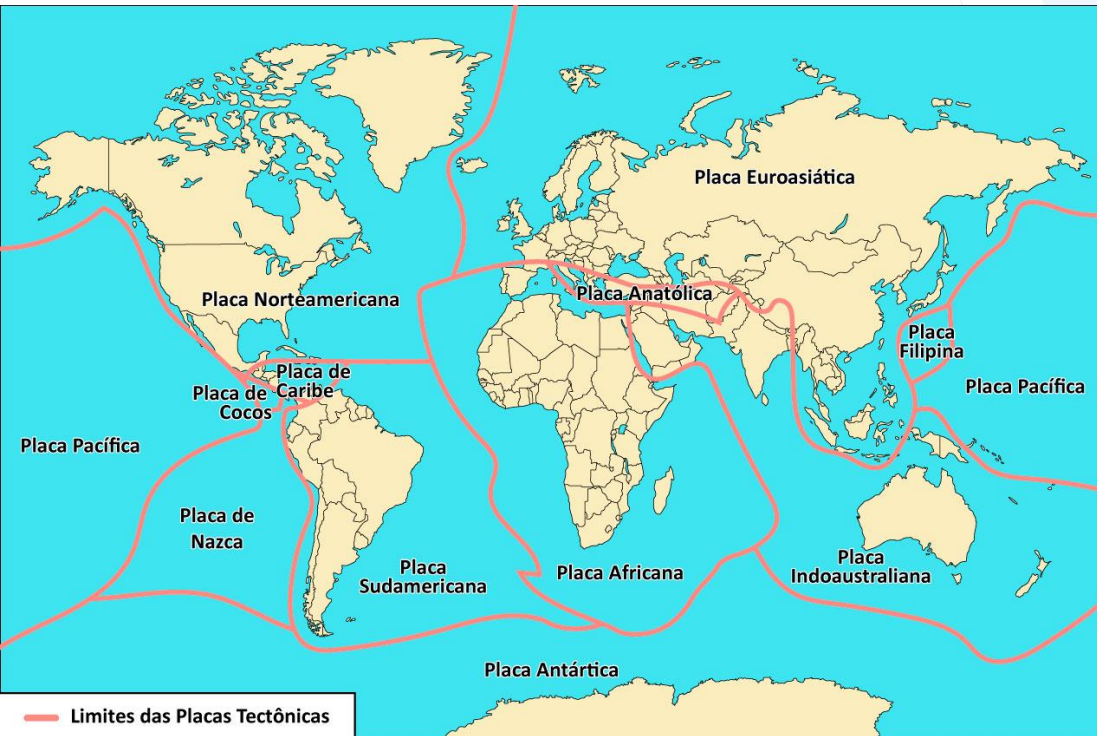 Placa Euroasiática
Placa Norteamericana
Placa Anatólica
Placa
Filipina
Placa de
Caribe
Placa de
Cocos
Placa Pacífica
Placa Pacífica
Placa de
Nazca
Placa
Sudamericana
Placa Africana
Placa
Indoaustraliana
Placa Antártica
Limites das Placas Tectônicas